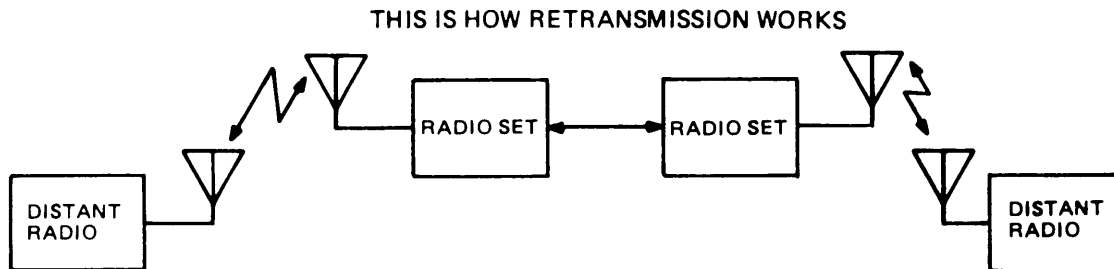 THIS IS HOW RETRANSMISSION WORKS
RADIO SET
RADIO SET
DISTANT
RADIO
DISTANT
RADIO